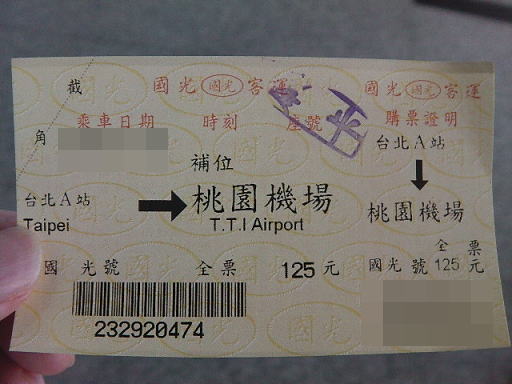 截
國光 國光 客運
國光 國光 客運
乘車日期 時刻 座號
購票證明
角
補位
台北A站
台北A站
桃園機場
桃園機場
Taipei
T.T.I Airport
全票
國光號 全票 125元
國光號 125元
232920474